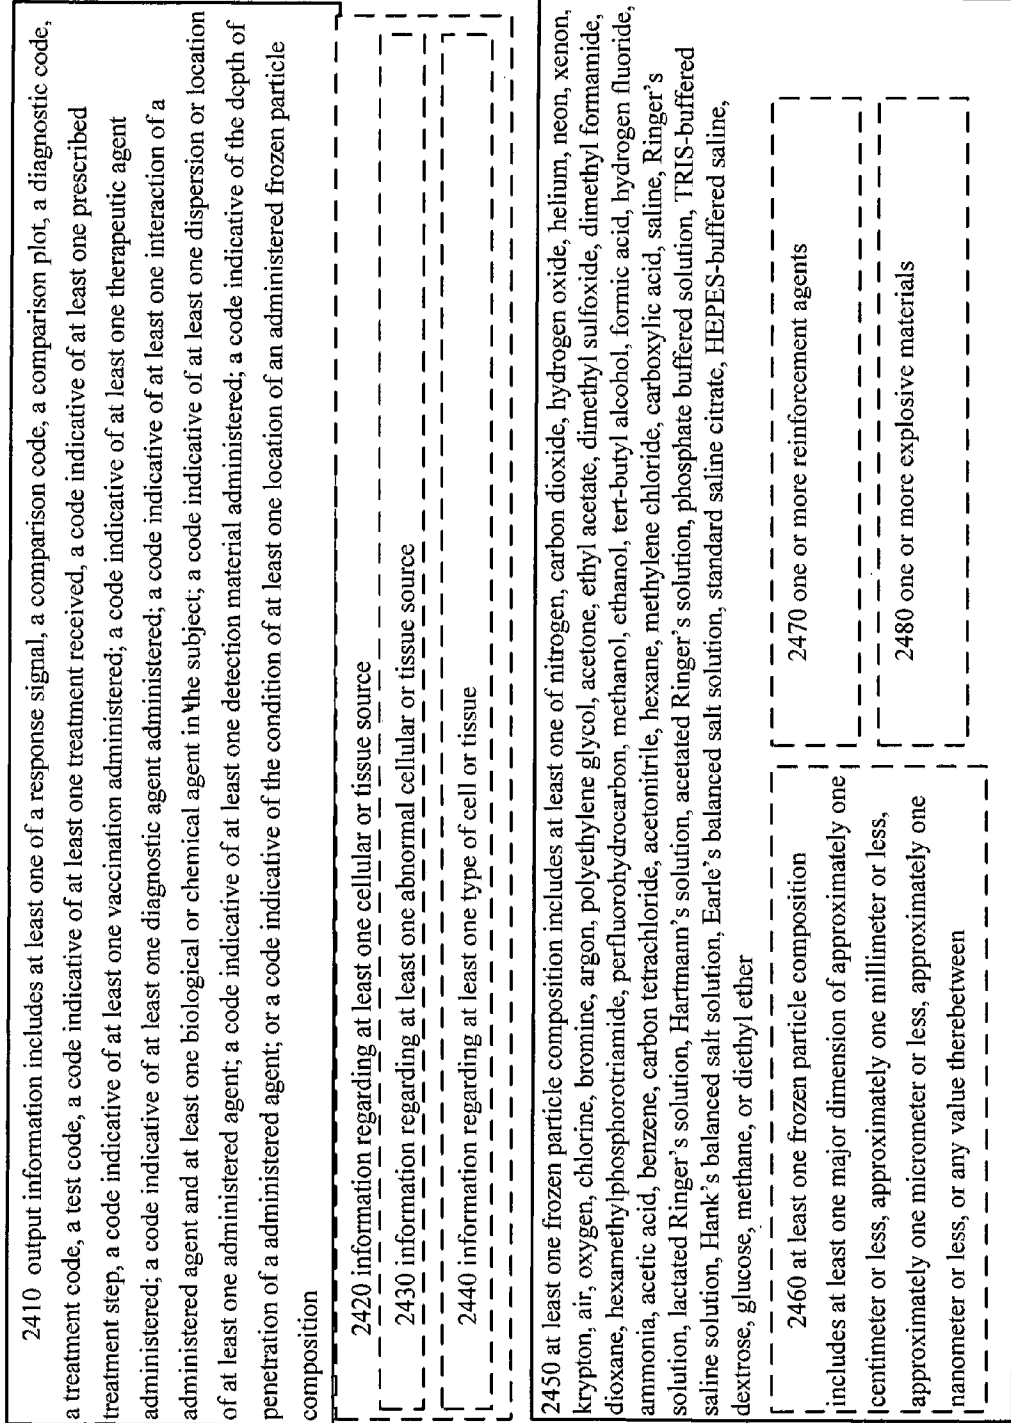 2410 output information includes at least one of a response signal, a comparison code, a comparison plot, a diagnostic code,
a treatment code, a test code, a code indicative of at least one treatment received, a code indicative of at least one prescribed
treatment step, a code indicative of at least one vaccination administered; a code indicative of at least one therapeutic agent
administered; a code indicative of at least one diagnostic agent administered; a code indicative of at least one interaction of a
administered agent and at least one biological or chemical agent in the subject; a code indicative of at least one dispersion or location
of at least one administered agent; a code indicative of at least one detection material administered; a code indicative of the depth of
penetration of a administered agent; or a code indicative of the condition of at least one location of an administered frozen particle
composition
2420 information regarding at least one cellular or tissue source
2430 information regarding at least one abnormal cellular or tissue source
2440 information regarding at least one type of cell or tissue
2450 at least one frozen particle composition includes at least one of nitrogen, carbon dioxide, hydrogen oxide, helium, neon, xenon,
krypton, air, oxygen, chlorine, bromine, argon, polyethylene glycol, acetone, ethyl acetate, dimethyl sulfoxide, dimethyl formamide,
dioxane, hexamethylphosphorotriamide, perfluorohydrocarbon, methanol, ethanol, tert-butyl alcohol, formic acid, hydrogen fluoride,
ammonia, acetic acid, benzene, carbon tetrachloride, acetonitrile, hexane, methylene chloride, carboxylic acid, saline, Ringer's
solution, lactated Ringer's solution, Hartmann's solution, acetated Ringer's solution, phosphate buffered solution, TRIS-buffered
saline solution, Hank's balanced salt solution, Earle's balanced salt solution, standard saline citrate, HEPES-buffered saline,
dextrose, glucose, methane, or diethyl ether
2460 at least one frozen particle composition
includes at least one major dimension of approximately one
centimeter or less, approximately one millimeter or less,
approximately one micrometer or less, approximately one
nanometer or less, or any value therebetween
2470 one or more reinforcement agents
2480 one or more explosive materials